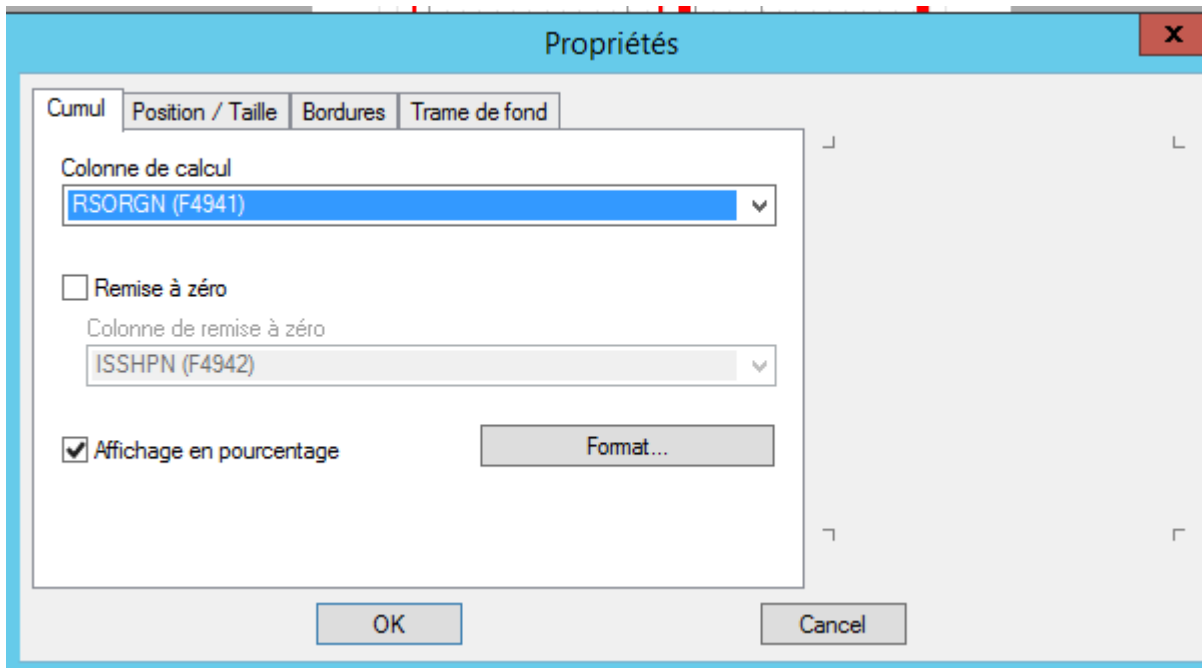 Propriétés
x
Cumul
Position / Taille
Bordures
Trame de fond
Colonne de calcul
RSORGN (F4941)
Remise à zéro
Colonne de remise à zéro
ISSHPN (F4942)
Affichage en pourcentage
Format...
OK
Cancel